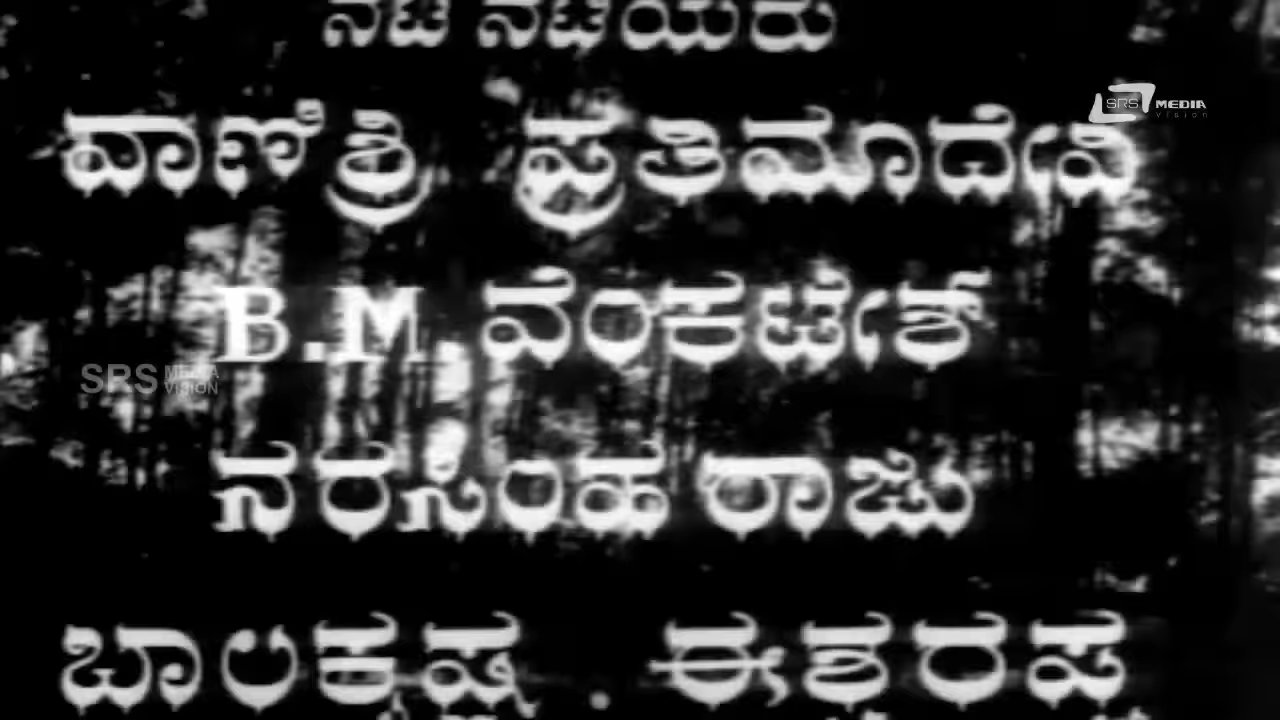 ನಟ ನಟಿಯರು
SRS MEDIA Vision
ವಾಣಿಶ್ರಿ ಪ್ರತಿಮಾದೇವಿ
B.M. ವೆಂಕಟೇಶ್
SRS MEDIA VISION
ನರಸಿಂಹ ರಾಜು
ಬಾಲಕೃಷ್ಣ . ಈಶ್ವರಪ್ಪ